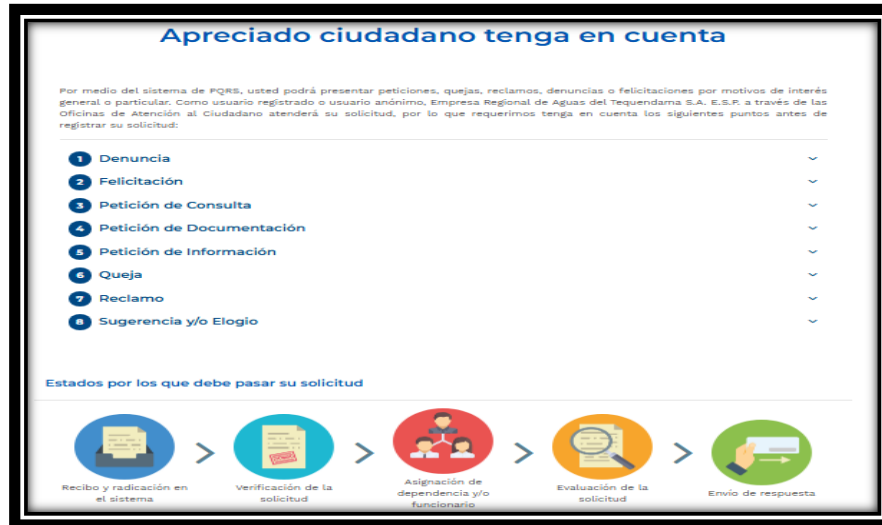 Apreciado ciudadano tenga en cuenta
Por medio del sistema de PQRS, usted podrá presentar peticiones, quejas, reclamos, denuncias o felicitaciones por motivos de interés
general o particular. Como usuario registrado o usuario anónimo, Empresa Regional de Aguas del Tequendama S.A. E.S.P. a través de las
Oficinas de Atención al Ciudadano atenderá su solicitud, por lo que requerimos tenga en cuenta los siguientes puntos antes de
registrar su solicitud:
1 Denuncia
2 Felicitación
3 Petición de Consulta
4 Petición de Documentación
5 Petición de Información
6 Queja
7 Reclamo
8 Sugerencia y/o Elogio
Estados por los que debe pasar su solicitud
Recibo y radicación en
el sistema
Verificación de la
solicitud
Asignación de
dependencia y/o
funcionario
Evaluación de la
solicitud
Envío de respuesta